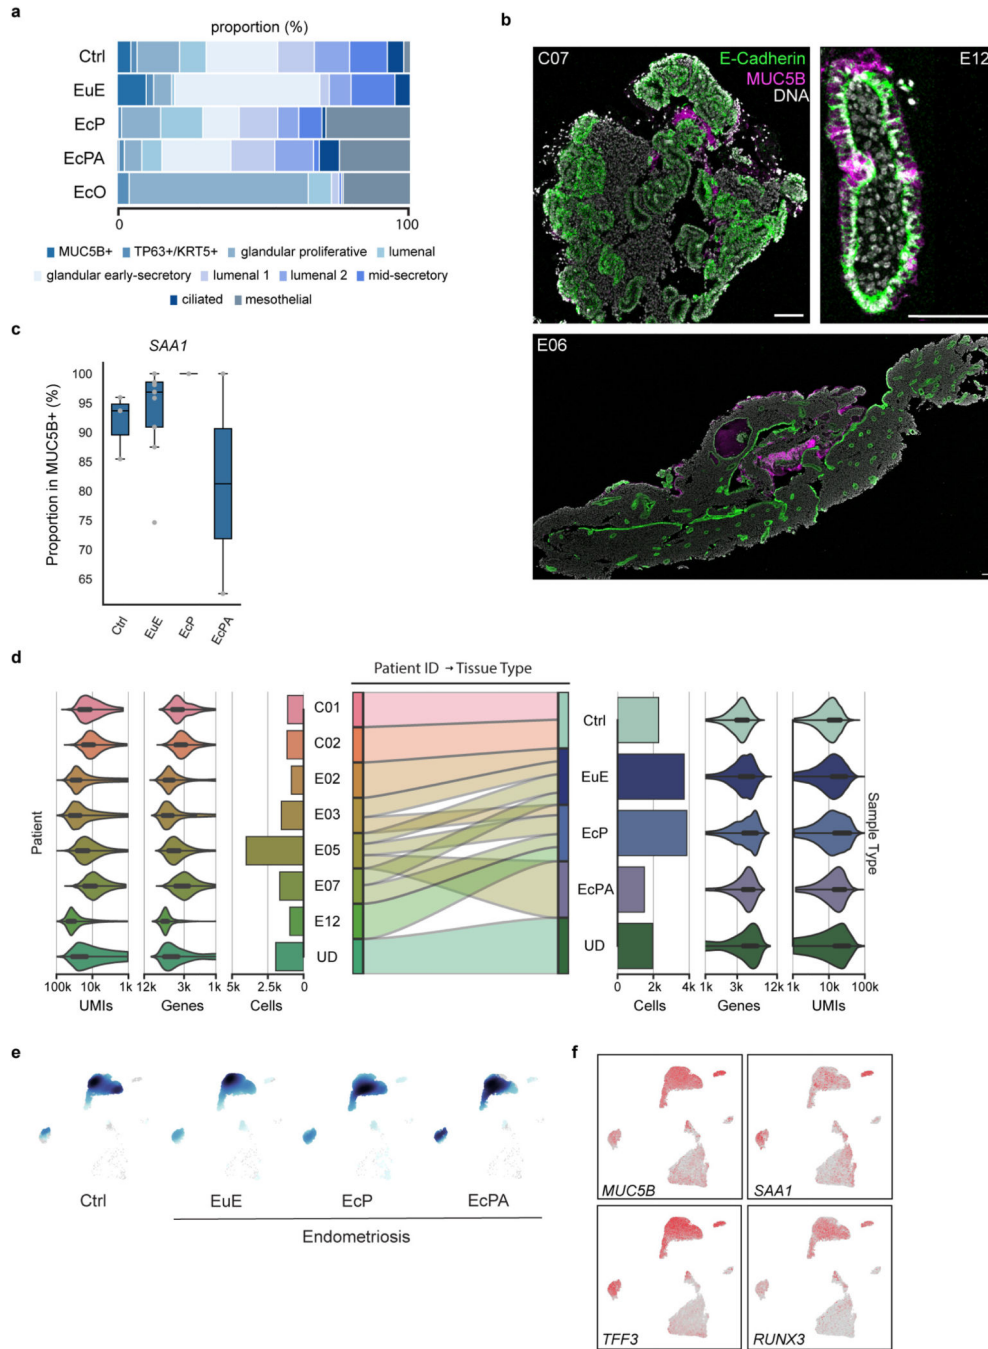 a
proportion (%)
Ctrl
EuE
EcP
EcPA
EcO
0
100
MUC5B+ TP63+/KRT5+ glandular proliferative lumenal
glandular early-secretory lumenal 1 lumenal 2 mid-secretory
ciliated mesothelial
b
C07
E-Cadherin
MUC5B
DNA
E12
E06
c
SAA1
Proportion in MUC5B+ (%)
100
95
90
85
80
75
70
65
Ctrl
EuE
EcP
EcPA
d
Patient ID → Tissue Type
Patient
C01
C02
E02
E03
E05
E07
E12
UD
100k 10k 1k
UMIs
12k 3k 1k
Genes
5k 2.5k 0
Cells
Ctrl
EuE
EcP
EcPA
UD
0 2k 4k
Cells
1k 3k 12k
Genes
1k 10k 100k
UMIs
Sample Type
e
Ctrl
EuE
EcP
EcPA
Endometriosis
f
MUC5B
SAA1
TFF3
RUNX3